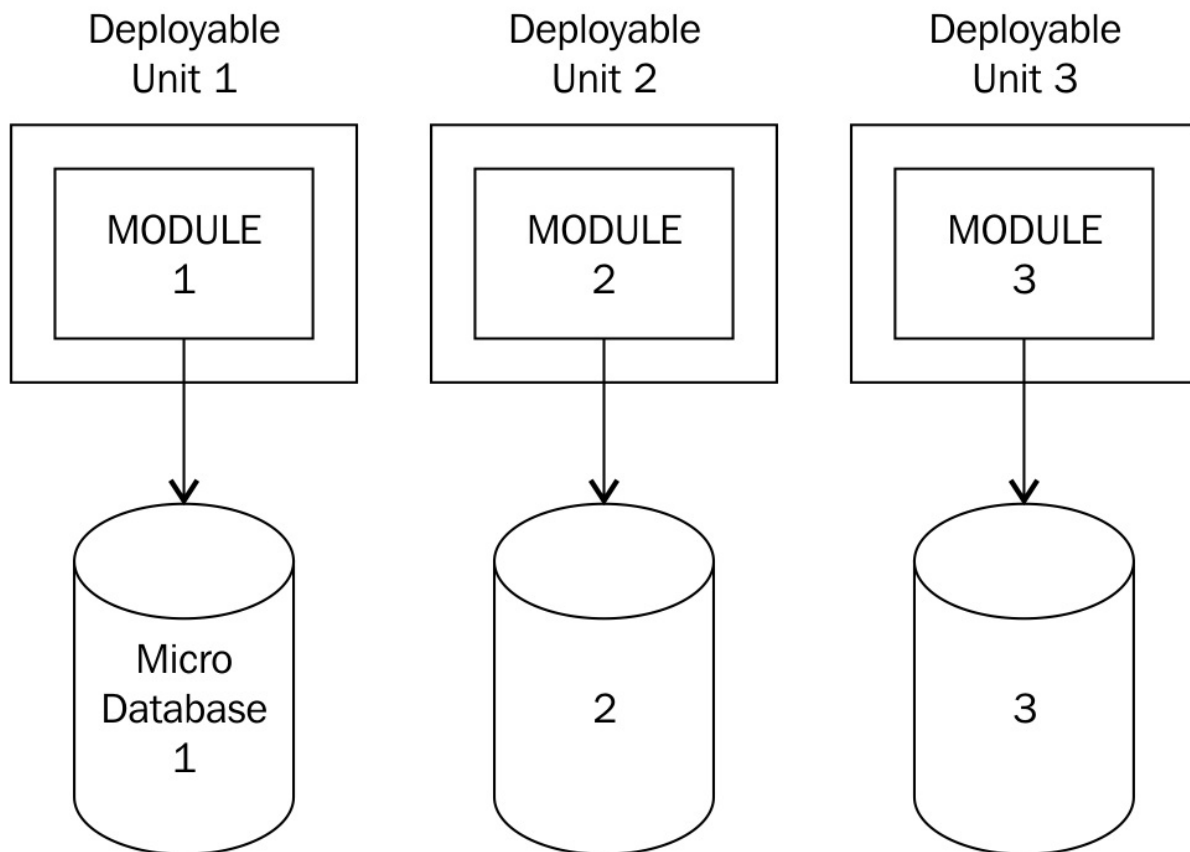 Deployable
Unit 1
Deployable
Unit 2
Deployable
Unit 3
MODULE
1
MODULE
2
MODULE
3
Micro
Database
1
2
3